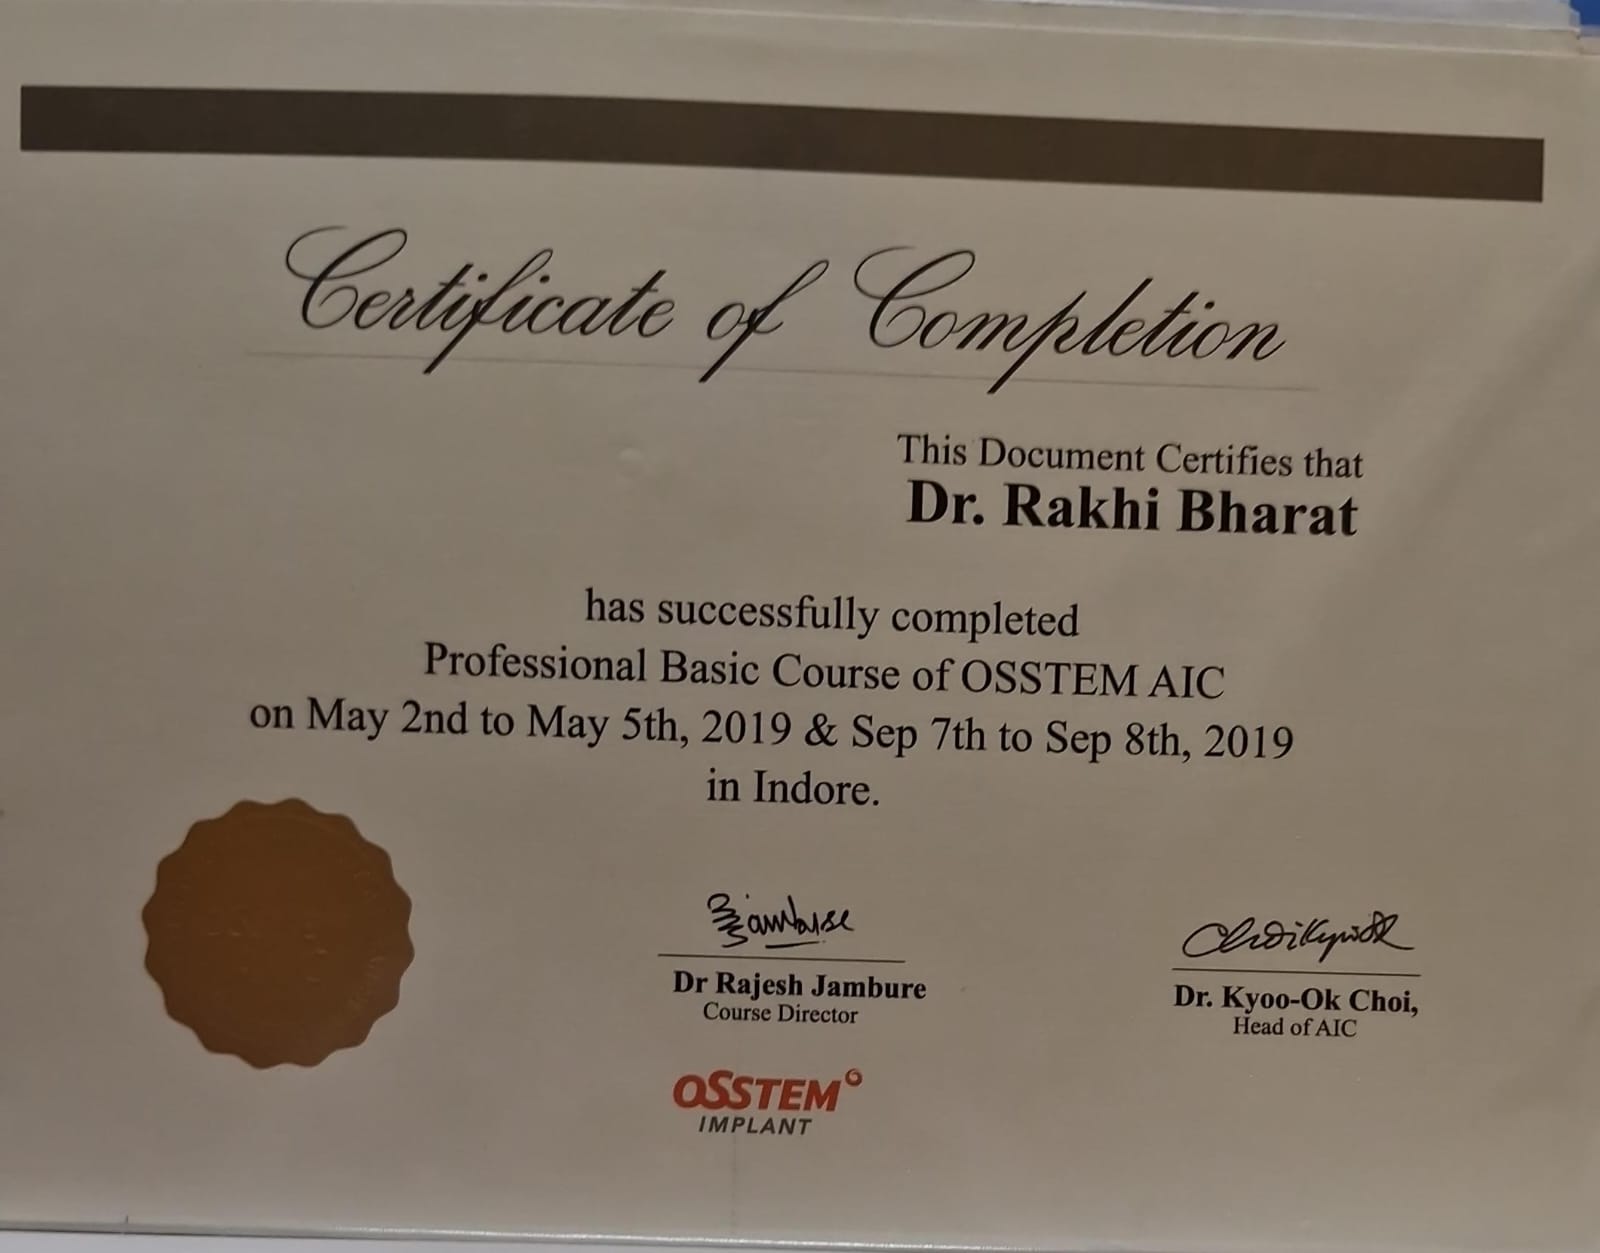 Certificate of Completion
This Document Certifies that
Dr. Rakhi Bharat
has successfully completed
Professional Basic Course of OSSTEM AIC
on May 2nd to May 5th, 2019 & Sep 7th to Sep 8th, 2019
in Indore.
Dr Rajesh Jambure
Course Director
Dr. Kyoo-Ok Choi,
Head of AIC
OSSTEM
IMPLANT